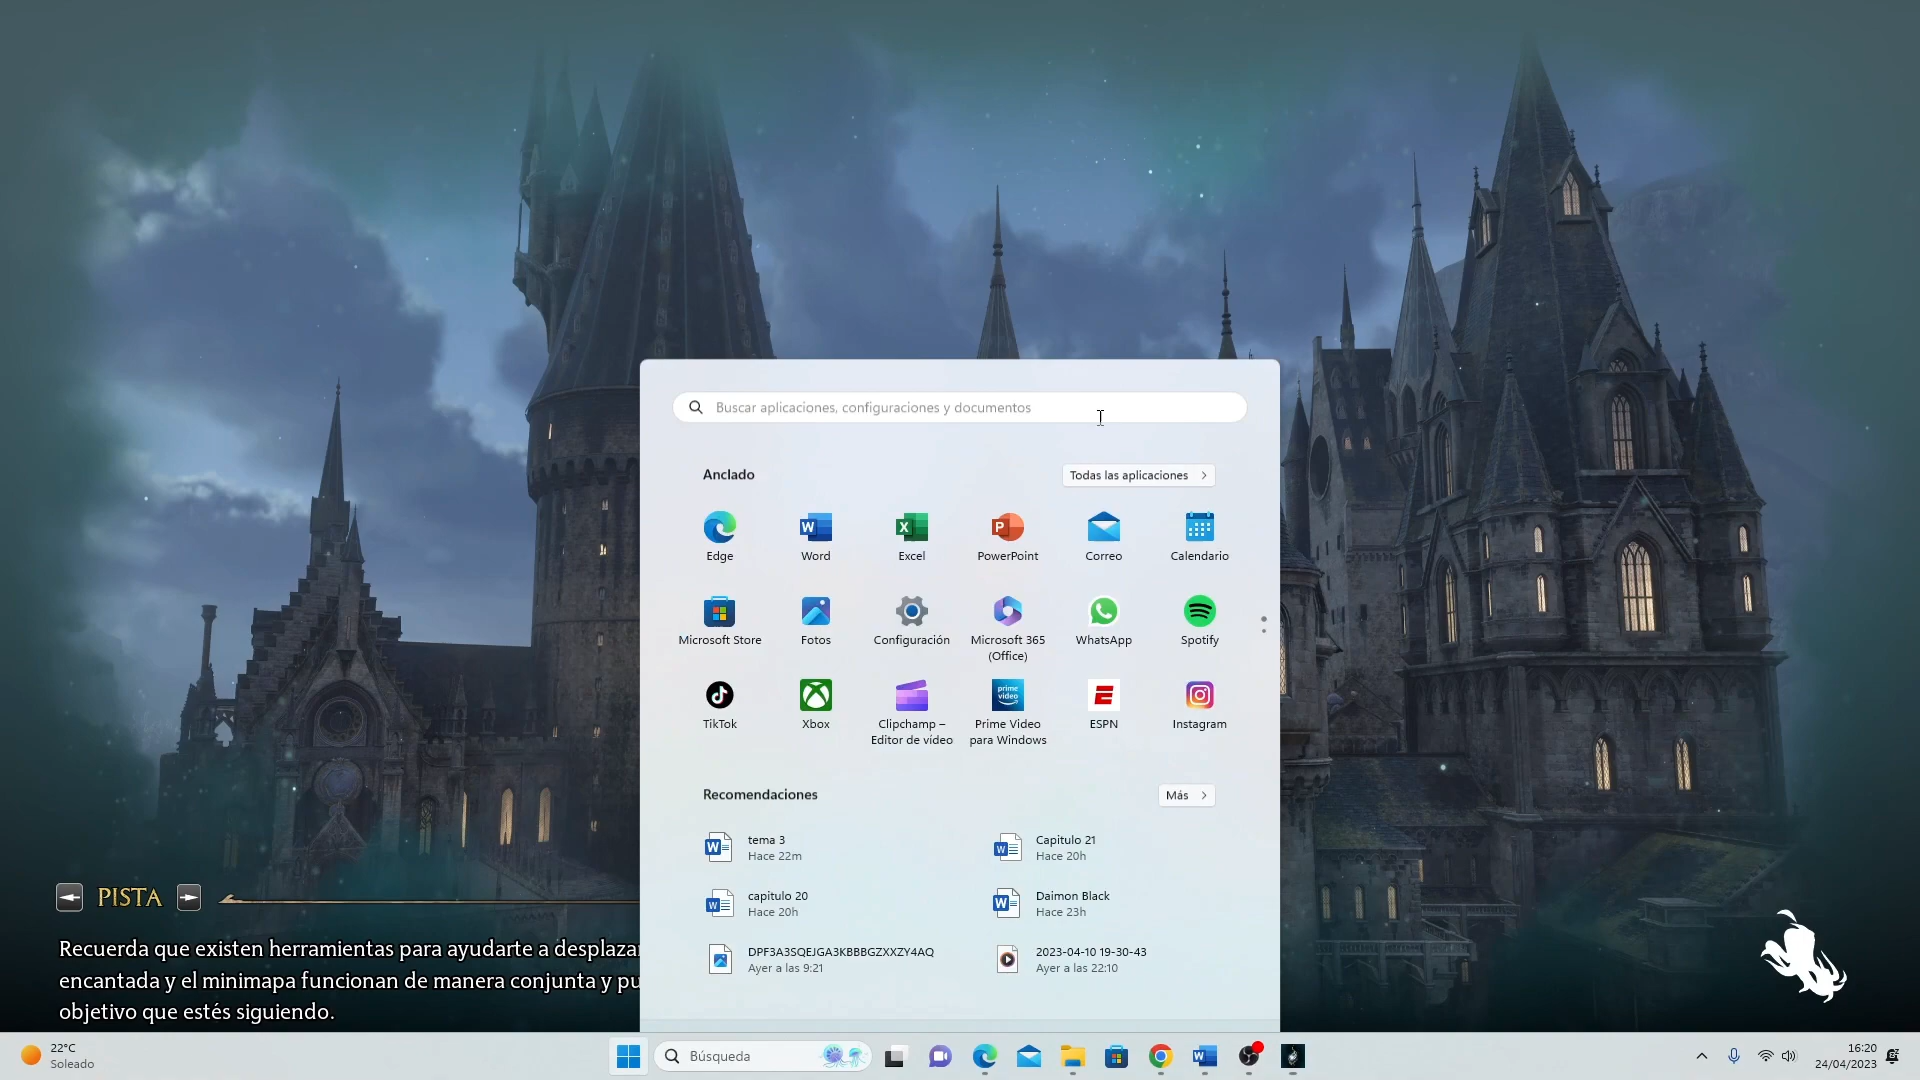 Buscar aplicaciones, configuraciones y documentos
Anclado
Todas las aplicaciones
Edge
Word
Excel
PowerPoint
Correo
Calendario
Microsoft Store
Fotos
Configuración
Microsoft 365
(Office)
WhatsApp
Spotify
TikTok
Xbox
Clipchamp –
Editor de vídeo
prime
video
Prime Video
para Windows
ESPN
Instagram
Recomendaciones
Más
tema 3
Hace 22m
Capitulo 21
Hace 20h
capitulo 20
Hace 20h
Daimon Black
Hace 23h
DPF3A3SQEJGA3KBBBGZXXZY4AQ
Ayer a las 9:21
2023-04-10 19-30-43
Ayer a las 22:10
PISTA
Recuerda que existen herramientas para ayudarte a desplazar
encantada y el minimapa funcionan de manera conjunta y pu
objetivo que estés siguiendo.
22°C
Soleado
Búsqueda
16:20
24/04/2023